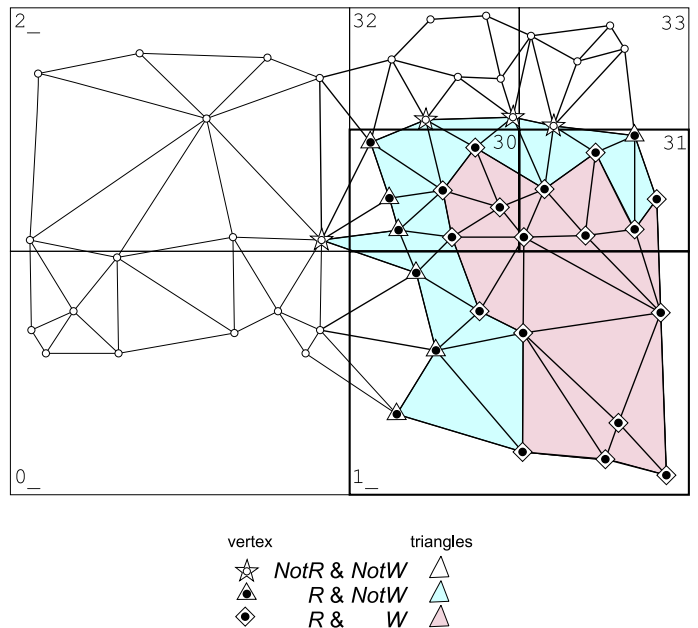 2_ 32 33
30 31
0_ 1_
vertex triangles
NotR & NotW
R & NotW
R & W